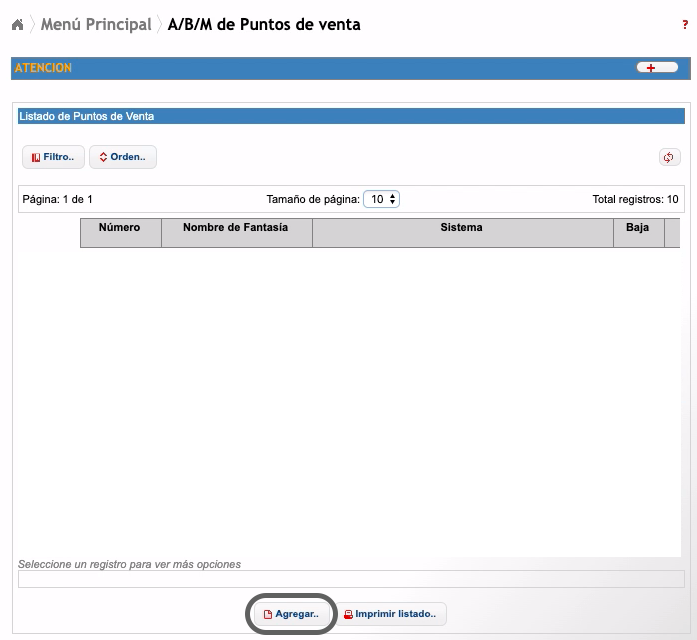 Menú Principal A/B/M de Puntos de venta ?
ATENCION
Listado de Puntos de Venta
Filtro.. Orden..
Página: 1 de 1 Tamaño de página: 10 Total registros: 10
Número Nombre de Fantasía Sistema Baja
Seleccione un registro para ver más opciones
Agregar.. Imprimir listado..